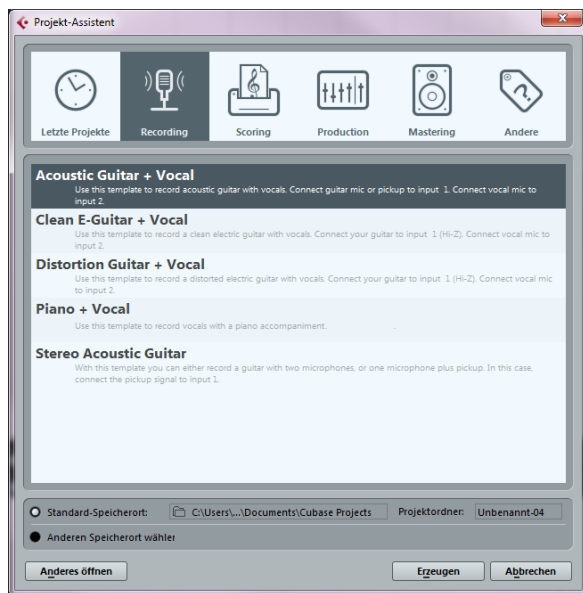 Projekt-Assistent
Letzte Projekte
Recording
Scoring
Production
Mastering
Andere
Acoustic Guitar + Vocal
Use this template to record acoustic guitar with vocals. Connect guitar mic or pickup to input 1. Connect vocal mic to
input 2.
Clean E-Guitar + Vocal
Use this template to record a clean electric guitar with vocals. Connect your guitar to input 1 (Hi-Z). Connect vocal mic to
input 2.
Distortion Guitar + Vocal
Use this template to record a distorted electric guitar with vocals. Connect your guitar to input 1 (Hi-Z). Connect vocal mic
to input 2.
Piano + Vocal
Use this template to record vocals with a piano accompaniment. .
Stereo Acoustic Guitar
With this template you can either record a guitar with two microphones, or one microphone plus pickup. In this case,
connect the pickup signal to input 1.
Standard-Speicherort: C:\Users\...\Documents\Cubase Projects Projektordner: Unbenannt-04
Anderen Speicherort wähler
Anderes öffnen Erzeugen Abbrechen